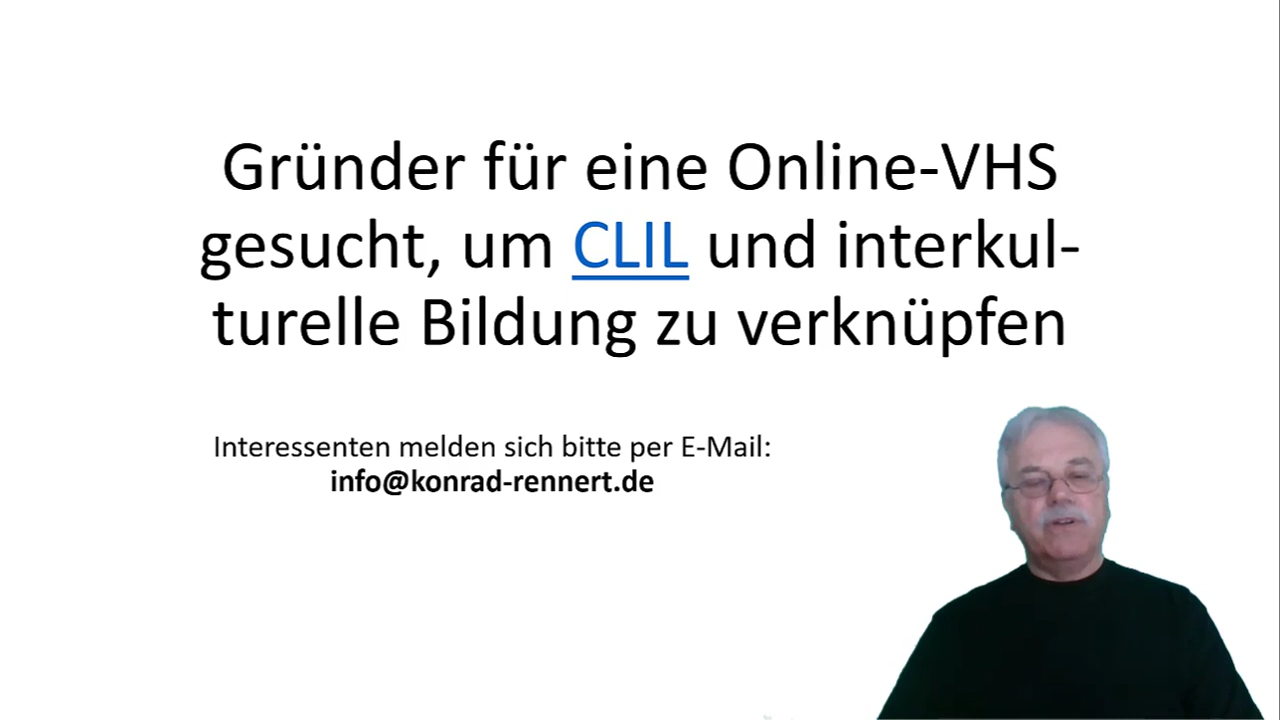 Gründer für eine Online-VHS
gesucht, um CLIL und interkul-
turelle Bildung zu verknüpfen
Interessenten melden sich bitte per E-Mail:
info@konrad-rennert.de